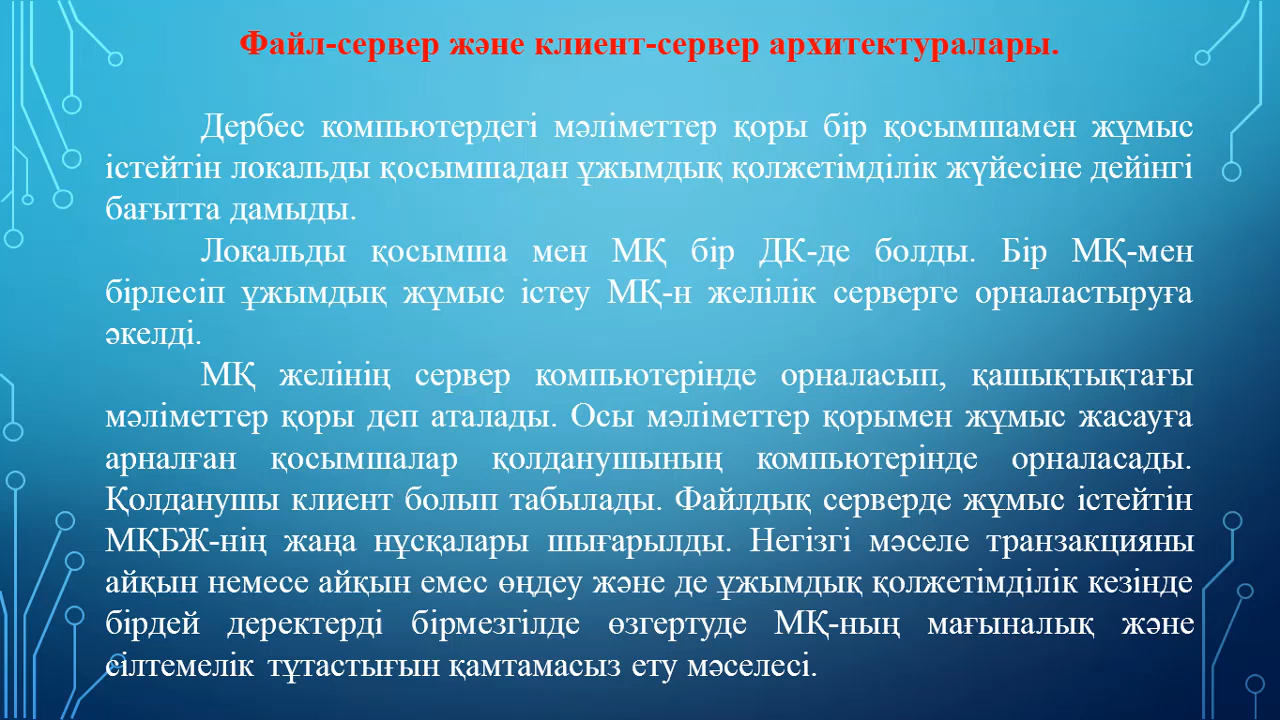 Файл-сервер және клиент-сервер архитектуралары.
Дербес компьютердегі мәліметтер қоры бір қосымшамен жұмыс
істейтін локальды қосымшадан ұжымдық қолжетімділік жүйесіне дейінгі
бағытта дамыды.
Локальды қосымша мен МҚ бір ДК-де болды. Бір МҚ-мен
бірлесіп ұжымдық жұмыс істеу МҚ-н желілік серверге орналастыруға
әкелді.
МҚ желінің сервер компьютерінде орналасып, қашықтықтағы
мәліметтер қоры деп аталады. Осы мәліметтер қорымен жұмыс жасауға
арналған қосымшалар қолданушының компьютерінде орналасады.
Қолданушы клиент болып табылады. Файлдық серверде жұмыс істейтін
МҚБЖ-нің жаңа нұсқалары шығарылды. Негізгі мәселе транзакцияны
айқын немесе айқын емес өңдеу және де ұжымдық қолжетімділік кезінде
бірдей деректерді бірмезгілде өзгертуде МҚ-ның мағыналық және
сілтемелік тұтастығын қамтамасыз ету мәселесі.